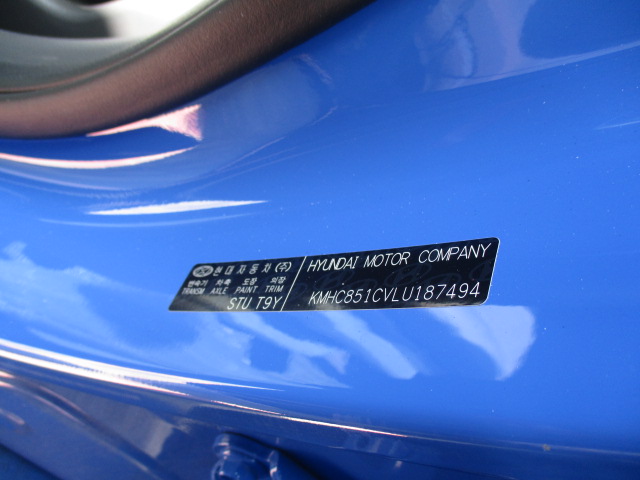 현대자동차(주)
변속기 차축 도장 의장
TRANSM AXLE PAINT TRIM
STU T9Y
HYUNDAI MOTOR COMPANY
KMHC851CVLU187494